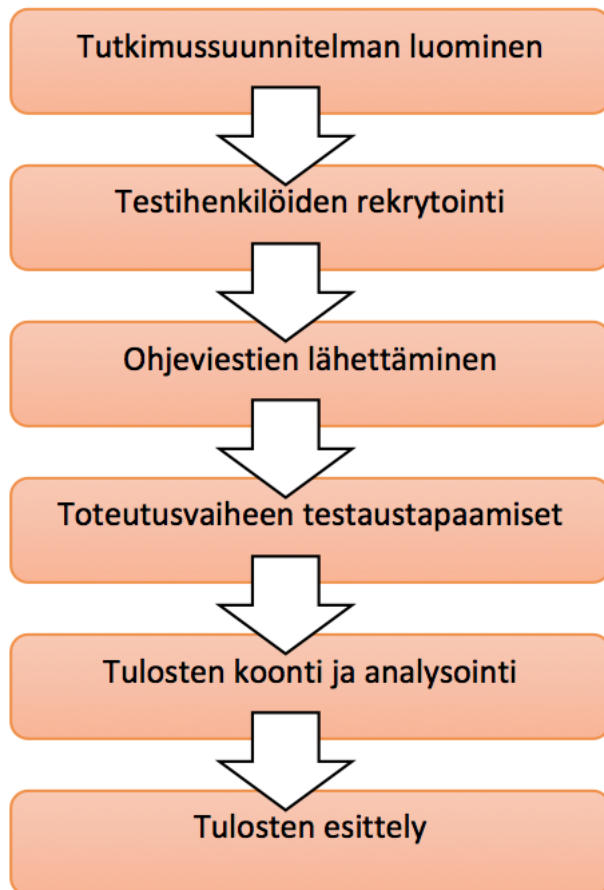 Tutkimussuunnitelman luominen
Testihenkilöiden rekrytointi
Ohjeviestien lähettäminen
Toteutusvaiheen testaustapaamiset
Tulosten koonti ja analysointi
Tulosten esittely